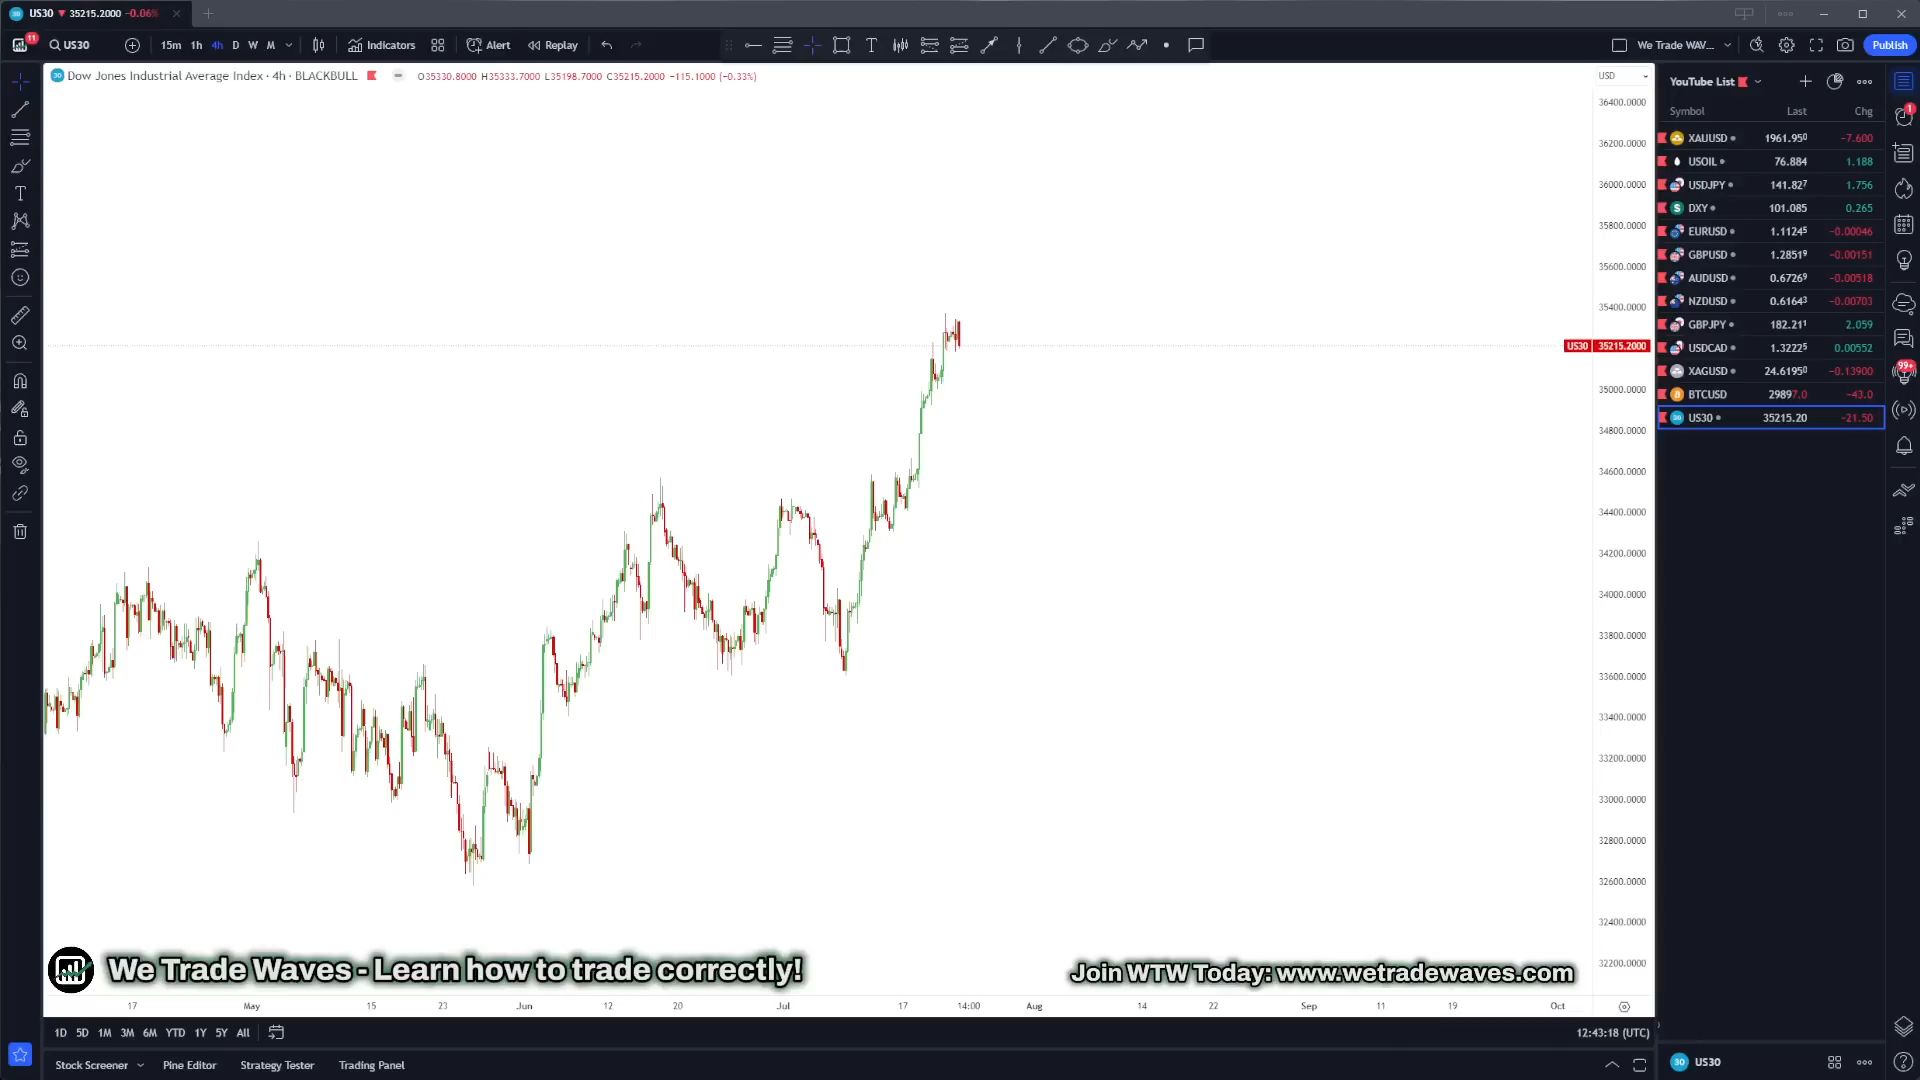 US30 ▼ 35215.2000 -0.06%
11
US30
15m 1h 4h D W M
Indicators
Alert
Replay
We Trade WAV...
Publish
Dow Jones Industrial Average Index · 4h · BLACKBULL
O35330.8000 H35333.7000 L35198.7000 C35215.2000 −115.1000 (−0.33%)
USD
36400.0000
36200.0000
36000.0000
35800.0000
35600.0000
35400.0000
US30 35215.2000
35000.0000
34800.0000
34600.0000
34400.0000
34200.0000
34000.0000
33800.0000
33600.0000
33400.0000
33200.0000
33000.0000
32800.0000
32600.0000
32400.0000
32200.0000
YouTube List
Symbol Last Chg
XAUUSD 1961.950 −7.600
USOIL 76.884 1.188
USDJPY 141.827 1.756
DXY 101.085 0.265
EURUSD 1.11245 −0.00046
GBPUSD 1.28519 −0.00151
AUDUSD 0.67269 −0.00518
NZDUSD 0.61643 −0.00703
GBPJPY 182.211 2.059
USDCAD 1.32225 0.00552
XAGUSD 24.61950 −0.13900
BTCUSD 29897.0 −43.0
US30 35215.20 −21.50
1
99+
We Trade Waves - Learn how to trade correctly!
Join WTW Today: www.wetradewaves.com
17 May 15 23 Jun 12 20 Jul 17 14:00 Aug 14 22 Sep 11 19 Oct
1D 5D 1M 3M 6M YTD 1Y 5Y All
12:43:18 (UTC)
Stock Screener
Pine Editor
Strategy Tester
Trading Panel
30 US30